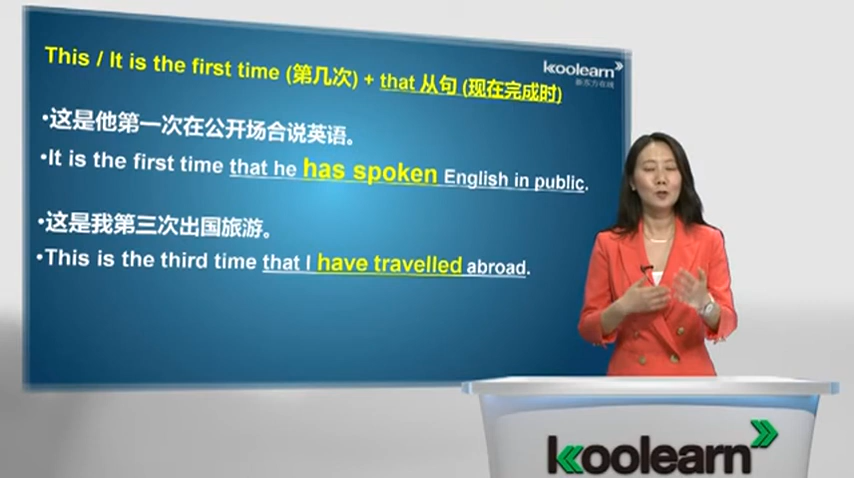 This / It is the first time (第几次) + that 从句 (现在完成时)
koolearn
新东方在线
•这是他第一次在公开场合说英语。
•It is the first time that he has spoken English in public.
•这是我第三次出国旅游。
•This is the third time that I have travelled abroad.
koolearn